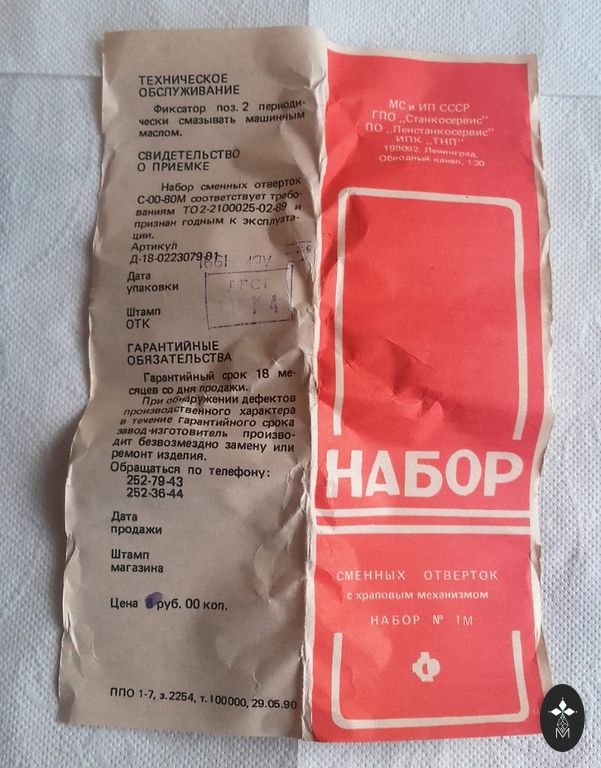 ТЕХНИЧЕСКОЕ
ОБСЛУЖИВАНИЕ
Фиксатор поз. 2 периоди-
чески смазывать машинным
маслом.
СВИДЕТЕЛЬСТВО
О ПРИЕМКЕ
Набор сменных отверток
С-00-80М соответствует требо-
ваниям ТО 2-2100025-02-89 и
признан годным к эксплуата-
ции.
Артикул
Д-18-0223079-01
1991
Дата
упаковки
Штамп
ОТК
ГАРАНТИЙНЫЕ
ОБЯЗАТЕЛЬСТВА
Гарантийный срок 18 ме-
сяцев со дня продажи.
При обнаружении дефектов
производственного характера
в течение гарантийного срока
завод-изготовитель произво-
дит безвозмездно замену или
ремонт изделия.
Обращаться по телефону:
252-79-43
252-36-44
Дата
продажи
Штамп
магазина
Цена руб. 00 коп.
ППО 1-7, з.2254, т.100000, 29.05.90
МС и ИП СССР
ГПО „Станкосервис"
ПО „Ленстанкосервис"
ИПК „ТНП"
198092, Ленинград,
Обводный канал, 130
НАБОР
СМЕННЫХ ОТВЕРТОК
с храповым механизмом
НАБОР № 1М